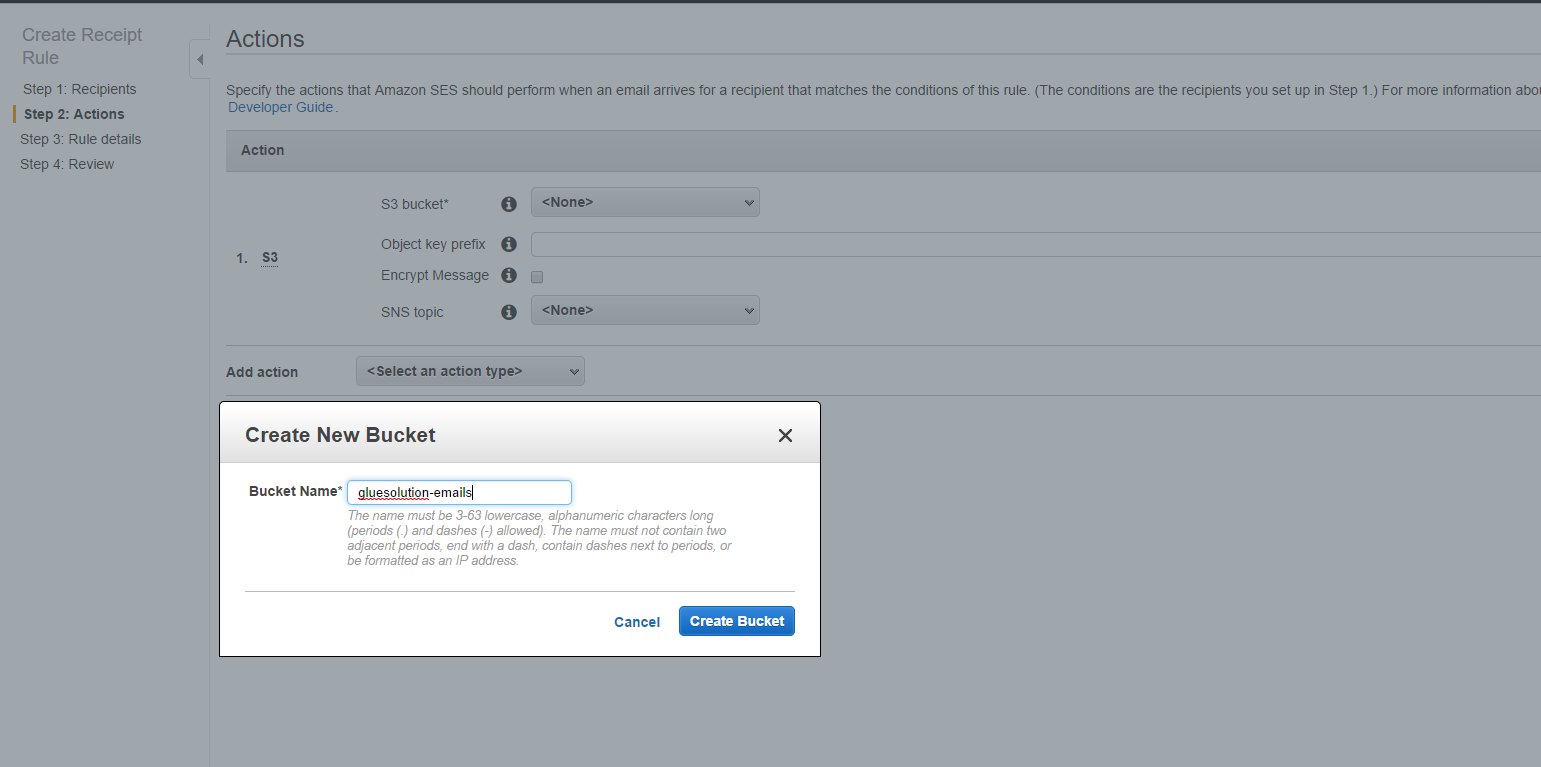 Create Receipt
Rule
Step 1: Recipients
Step 2: Actions
Step 3: Rule details
Step 4: Review
Actions
Specify the actions that Amazon SES should perform when an email arrives for a recipient that matches the conditions of this rule. (The conditions are the recipients you set up in Step 1.) For more information abou
Developer Guide.
Action
1. S3
S3 bucket* <None>
Object key prefix
Encrypt Message
SNS topic <None>
Add action <Select an action type>
Create New Bucket
Bucket Name* gluesolution-emails
The name must be 3-63 lowercase, alphanumeric characters long
(periods (.) and dashes (-) allowed). The name must not contain two
adjacent periods, end with a dash, contain dashes next to periods, or
be formatted as an IP address.
Cancel Create Bucket